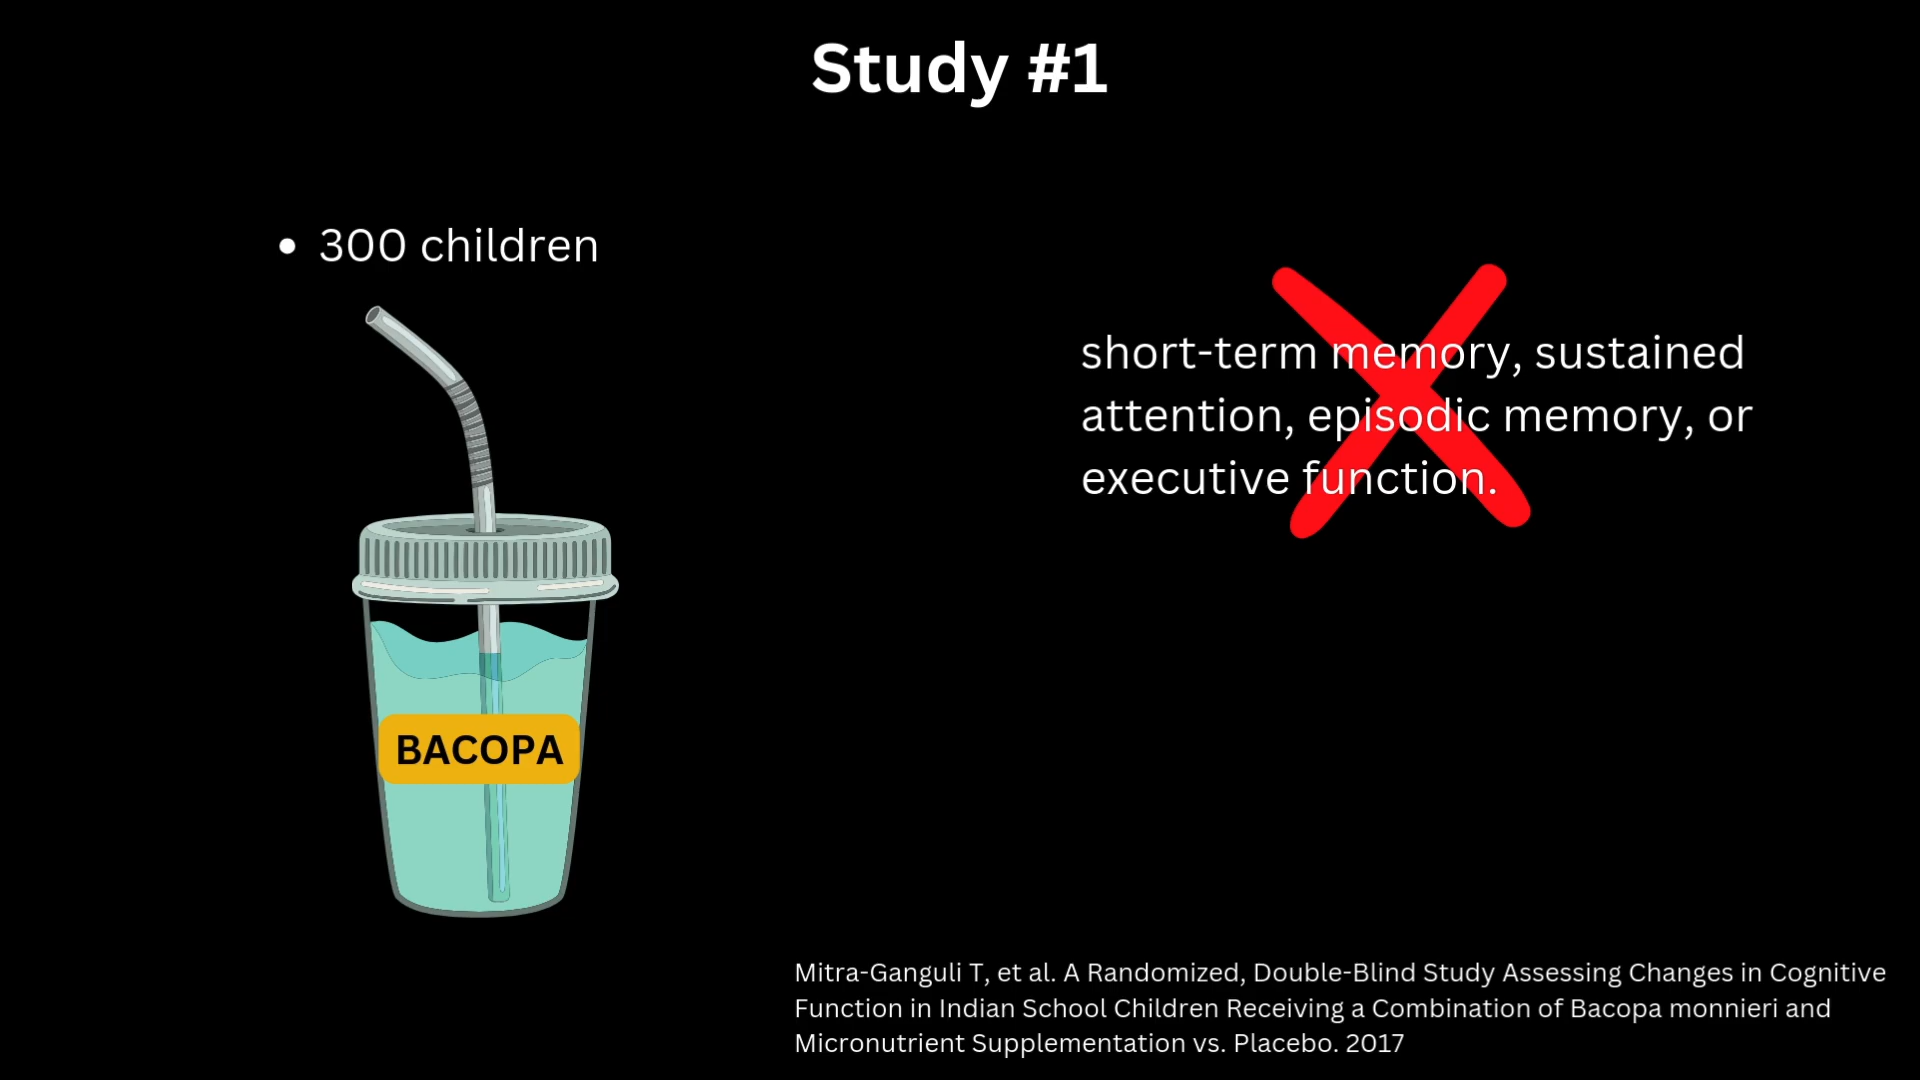 Study #1
• 300 children
short-term memory, sustained
attention, episodic memory, or
executive function.
BACOPA
Mitra-Ganguli T, et al. A Randomized, Double-Blind Study Assessing Changes in Cognitive
Function in Indian School Children Receiving a Combination of Bacopa monnieri and
Micronutrient Supplementation vs. Placebo. 2017